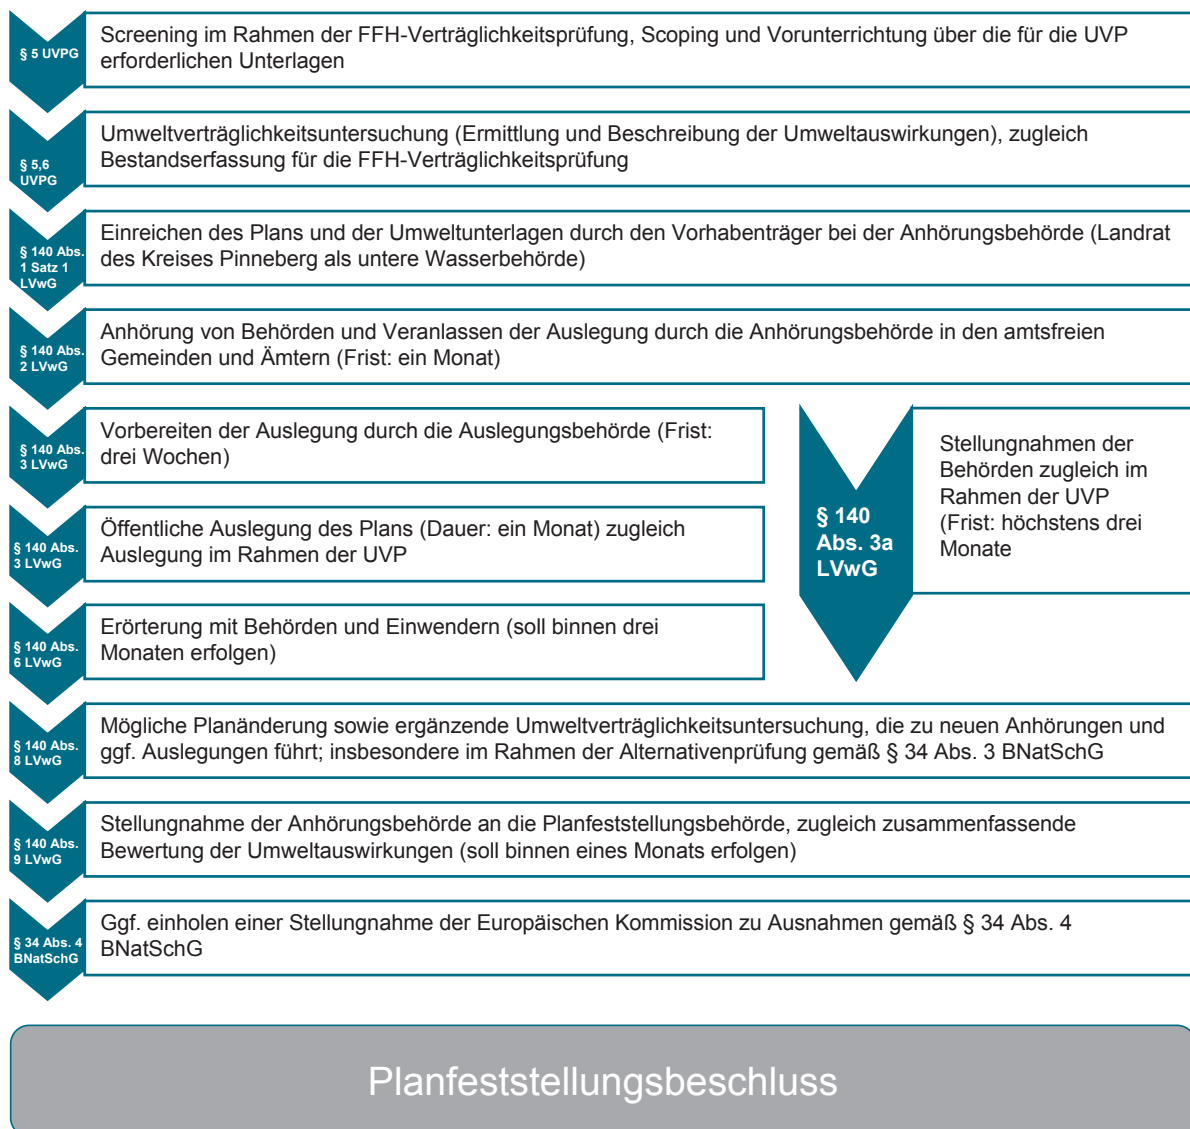 § 5 UVPG
Screening im Rahmen der FFH-Verträglichkeitsprüfung, Scoping und Vorunterrichtung über die für die UVP
erforderlichen Unterlagen
§ 5,6
UVPG
Umweltverträglichkeitsuntersuchung (Ermittlung und Beschreibung der Umweltauswirkungen), zugleich
Bestandserfassung für die FFH-Verträglichkeitsprüfung
§ 140 Abs.
1 Satz 1
LVwG
Einreichen des Plans und der Umweltunterlagen durch den Vorhabenträger bei der Anhörungsbehörde (Landrat
des Kreises Pinneberg als untere Wasserbehörde)
§ 140 Abs.
2 LVwG
Anhörung von Behörden und Veranlassen der Auslegung durch die Anhörungsbehörde in den amtsfreien
Gemeinden und Ämtern (Frist: ein Monat)
§ 140 Abs.
3 LVwG
Vorbereiten der Auslegung durch die Auslegungsbehörde (Frist:
drei Wochen)
§ 140 Abs.
3 LVwG
Öffentliche Auslegung des Plans (Dauer: ein Monat) zugleich
Auslegung im Rahmen der UVP
§ 140 Abs.
6 LVwG
Erörterung mit Behörden und Einwendern (soll binnen drei
Monaten erfolgen)
§ 140
Abs. 3a
LVwG
Stellungnahmen der
Behörden zugleich im
Rahmen der UVP
(Frist: höchstens drei
Monate
§ 140 Abs.
8 LVwG
Mögliche Planänderung sowie ergänzende Umweltverträglichkeitsuntersuchung, die zu neuen Anhörungen und
ggf. Auslegungen führt; insbesondere im Rahmen der Alternativenprüfung gemäß § 34 Abs. 3 BNatSchG
§ 140 Abs.
9 LVwG
Stellungnahme der Anhörungsbehörde an die Planfeststellungsbehörde, zugleich zusammenfassende
Bewertung der Umweltauswirkungen (soll binnen eines Monats erfolgen)
§ 34 Abs. 4
BNatSchG
Ggf. einholen einer Stellungnahme der Europäischen Kommission zu Ausnahmen gemäß § 34 Abs. 4
BNatSchG
Planfeststellungsbeschluss